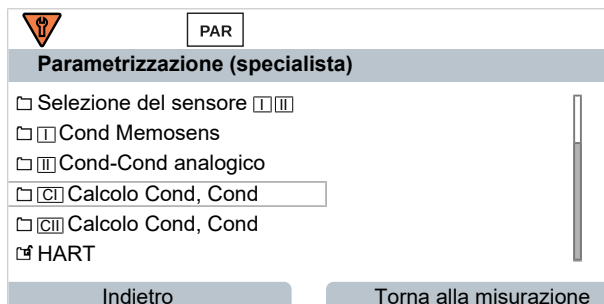 PAR
Parametrizzazione (specialista)
Selezione del sensore I II
I Cond Memosens
II Cond-Cond analogico
CI Calcolo Cond, Cond
CII Calcolo Cond, Cond
HART
Indietro
Torna alla misurazione